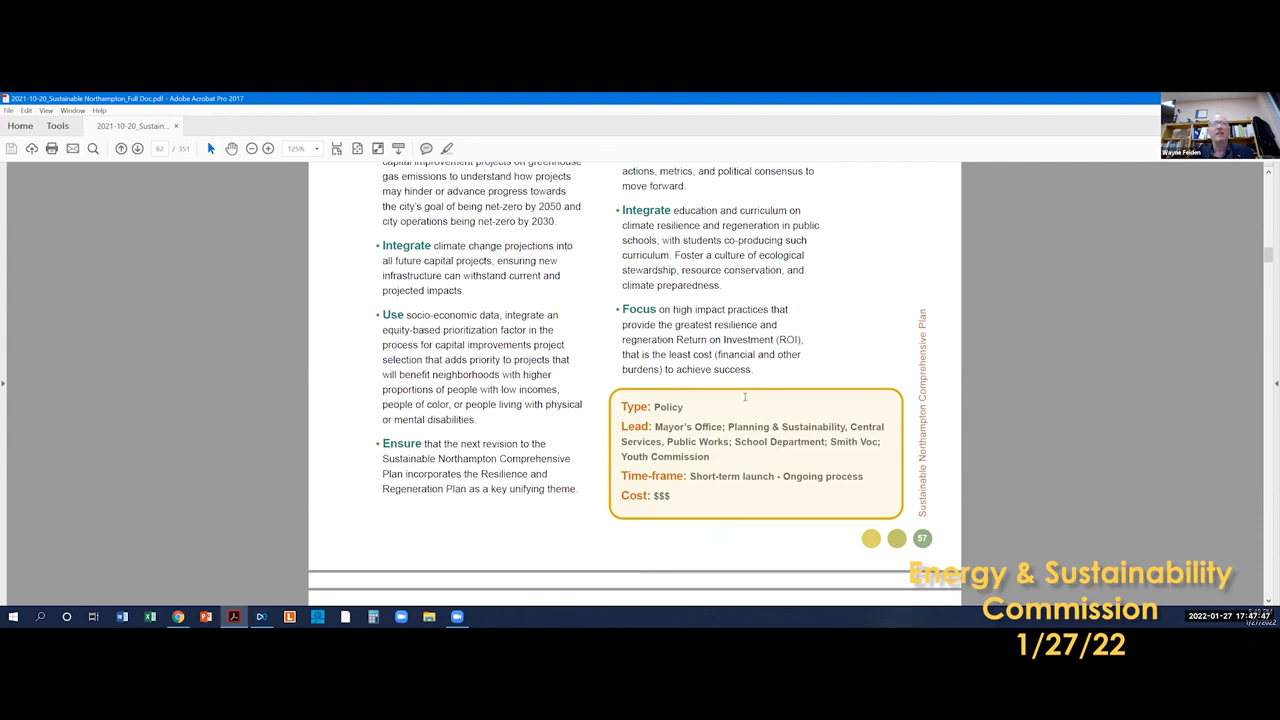 2021-10-20_Sustainable Northampton_Full Doc.pdf - Adobe Acrobat Pro 2017
File Edit View Window Help
Home Tools 2021-10-20_Sustain... ×
62 / 351 125%
Wayne Feiden
capital improvement projects on greenhouse
gas emissions to understand how projects
may hinder or advance progress towards
the city's goal of being net-zero by 2050 and
city operations being net-zero by 2030.
• Integrate climate change projections into
all future capital projects, ensuring new
infrastructure can withstand current and
projected impacts.
• Use socio-economic data, integrate an
equity-based prioritization factor in the
process for capital improvements project
selection that adds priority to projects that
will benefit neighborhoods with higher
proportions of people with low incomes,
people of color, or people living with physical
or mental disabilities.
• Ensure that the next revision to the
Sustainable Northampton Comprehensive
Plan incorporates the Resilience and
Regeneration Plan as a key unifying theme.
actions, metrics, and political consensus to
move forward.
• Integrate education and curriculum on
climate resilience and regeneration in public
schools, with students co-producing such
curriculum. Foster a culture of ecological
stewardship, resource conservation, and
climate preparedness.
• Focus on high impact practices that
provide the greatest resilience and
regneration Return on Investment (ROI),
that is the least cost (financial and other
burdens) to achieve success.
Type: Policy
Lead: Mayor's Office; Planning & Sustainability, Central
Services, Public Works; School Department; Smith Voc;
Youth Commission
Time-frame: Short-term launch - Ongoing process
Cost: $$$
Sustainable Northampton Comprehensive Plan
57
Energy & Sustainability
Commission
1/27/22
2022-01-27 17:47:47